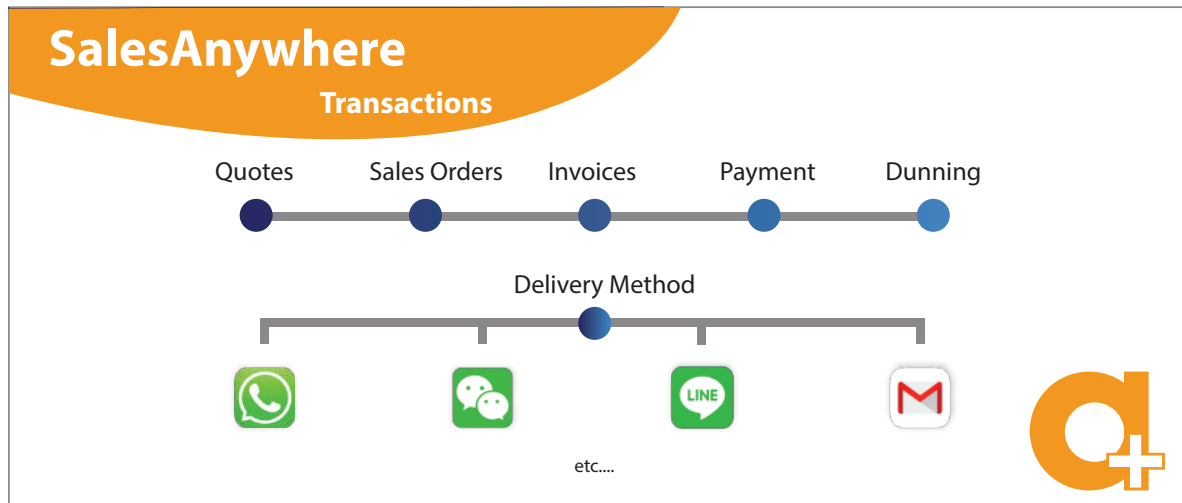 SalesAnywhere
Transactions
Quotes Sales Orders Invoices Payment Dunning
Delivery Method
LINE
etc....
a+